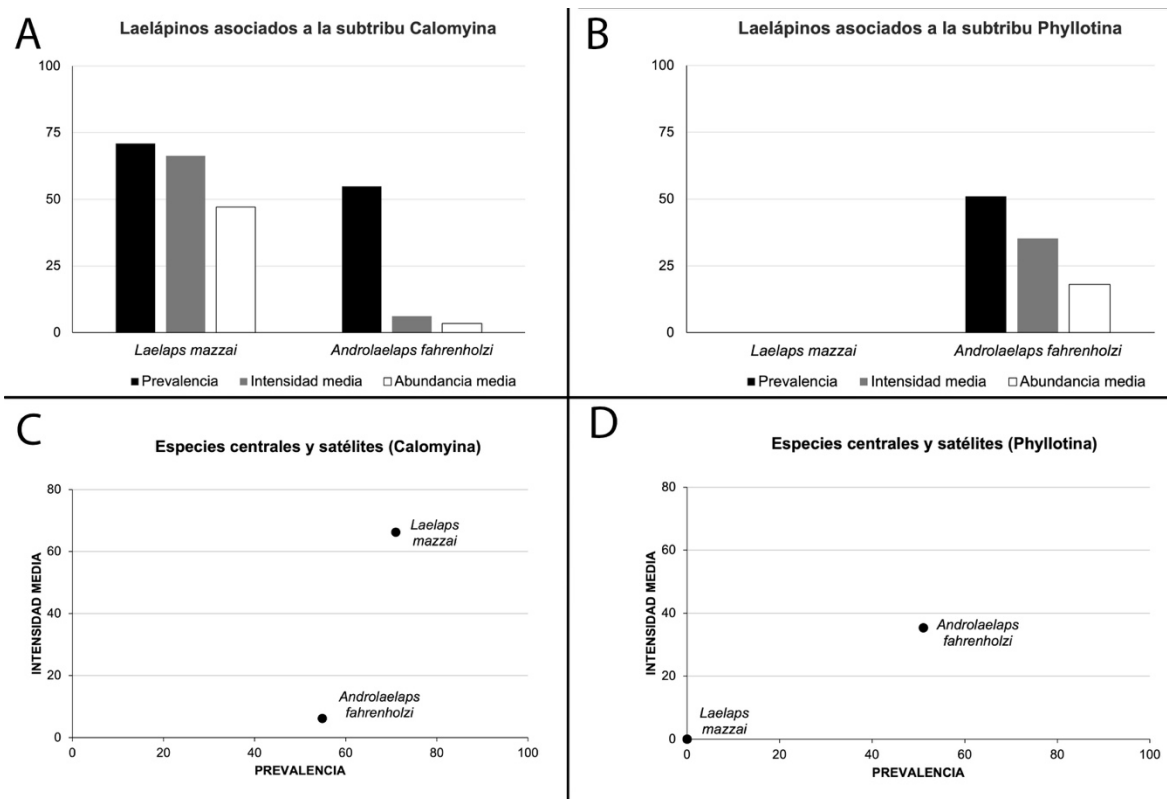 A
Laelápinos asociados a la subtribu Calomyina
100
75
50
25
0
Laelaps mazzai
Androlaelaps fahrenholzi
Prevalencia
Intensidad media
Abundancia media
B
Laelápinos asociados a la subtribu Phyllotina
100
75
50
25
0
Laelaps mazzai
Androlaelaps fahrenholzi
Prevalencia
Intensidad media
Abundancia media
C
Especies centrales y satélites (Calomyina)
INTENSIDAD MEDIA
80
60
40
20
0
Laelaps
mazzai
Androlaelaps
fahrenholzi
0 20 40 60 80 100
PREVALENCIA
D
Especies centrales y satélites (Phyllotina)
INTENSIDAD MEDIA
80
60
40
20
0
Androlaelaps
fahrenholzi
Laelaps
mazzai
0 20 40 60 80 100
PREVALENCIA